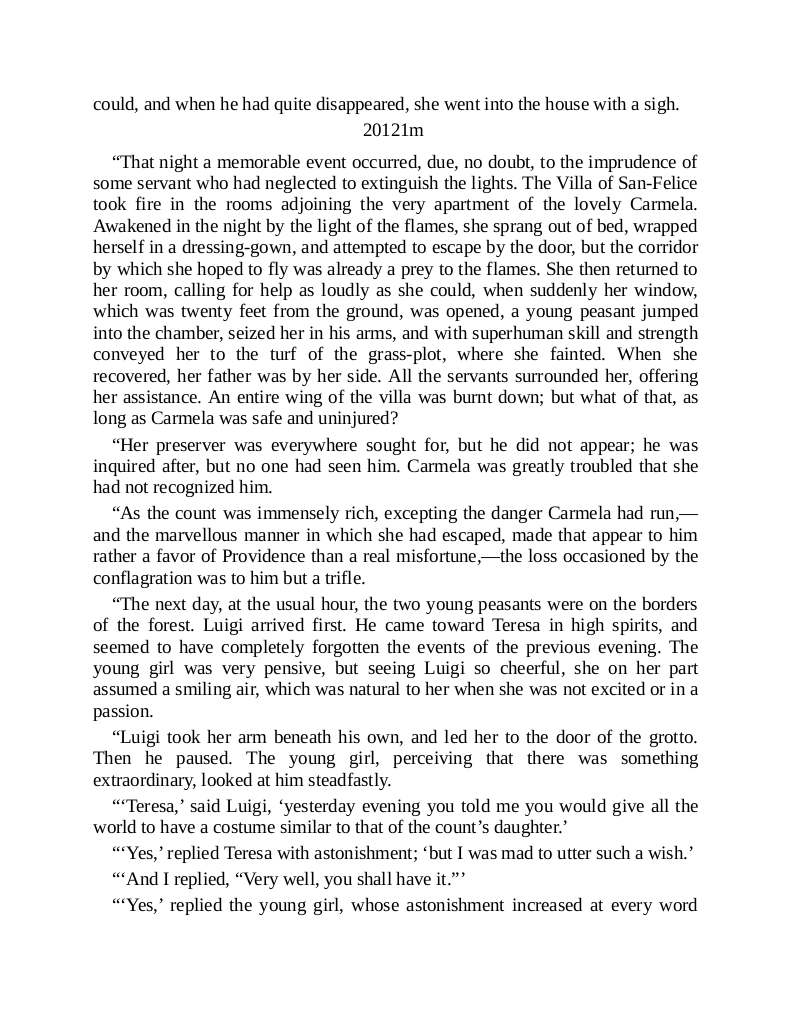 could, and when he had quite disappeared, she went into the house with a sigh.
20121m
“That night a memorable event occurred, due, no doubt, to the imprudence of
some servant who had neglected to extinguish the lights. The Villa of San-Felice
took fire in the rooms adjoining the very apartment of the lovely Carmela.
Awakened in the night by the light of the flames, she sprang out of bed, wrapped
herself in a dressing-gown, and attempted to escape by the door, but the corridor
by which she hoped to fly was already a prey to the flames. She then returned to
her room, calling for help as loudly as she could, when suddenly her window,
which was twenty feet from the ground, was opened, a young peasant jumped
into the chamber, seized her in his arms, and with superhuman skill and strength
conveyed her to the turf of the grass-plot, where she fainted. When she
recovered, her father was by her side. All the servants surrounded her, offering
her assistance. An entire wing of the villa was burnt down; but what of that, as
long as Carmela was safe and uninjured?
“Her preserver was everywhere sought for, but he did not appear; he was
inquired after, but no one had seen him. Carmela was greatly troubled that she
had not recognized him.
“As the count was immensely rich, excepting the danger Carmela had run,—
and the marvellous manner in which she had escaped, made that appear to him
rather a favor of Providence than a real misfortune,—the loss occasioned by the
conflagration was to him but a trifle.
“The next day, at the usual hour, the two young peasants were on the borders
of the forest. Luigi arrived first. He came toward Teresa in high spirits, and
seemed to have completely forgotten the events of the previous evening. The
young girl was very pensive, but seeing Luigi so cheerful, she on her part
assumed a smiling air, which was natural to her when she was not excited or in a
passion.
“Luigi took her arm beneath his own, and led her to the door of the grotto.
Then he paused. The young girl, perceiving that there was something
extraordinary, looked at him steadfastly.
“‘Teresa,’ said Luigi, ‘yesterday evening you told me you would give all the
world to have a costume similar to that of the count’s daughter.’
“‘Yes,’ replied Teresa with astonishment; ‘but I was mad to utter such a wish.’
“‘And I replied, “Very well, you shall have it.”’
“‘Yes,’ replied the young girl, whose astonishment increased at every word